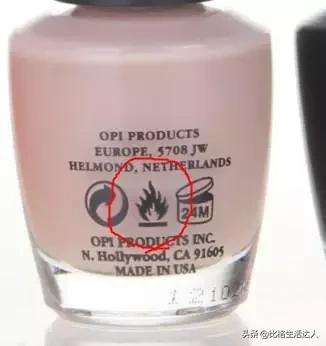 OPI PRODUCTS
EUROPE, 5708 JW
HELMOND, NETHERLANDS
24M
OPI PRODUCTS INC.
N. Hollywood, CA 91605
MADE IN USA
头条@比格生活达人